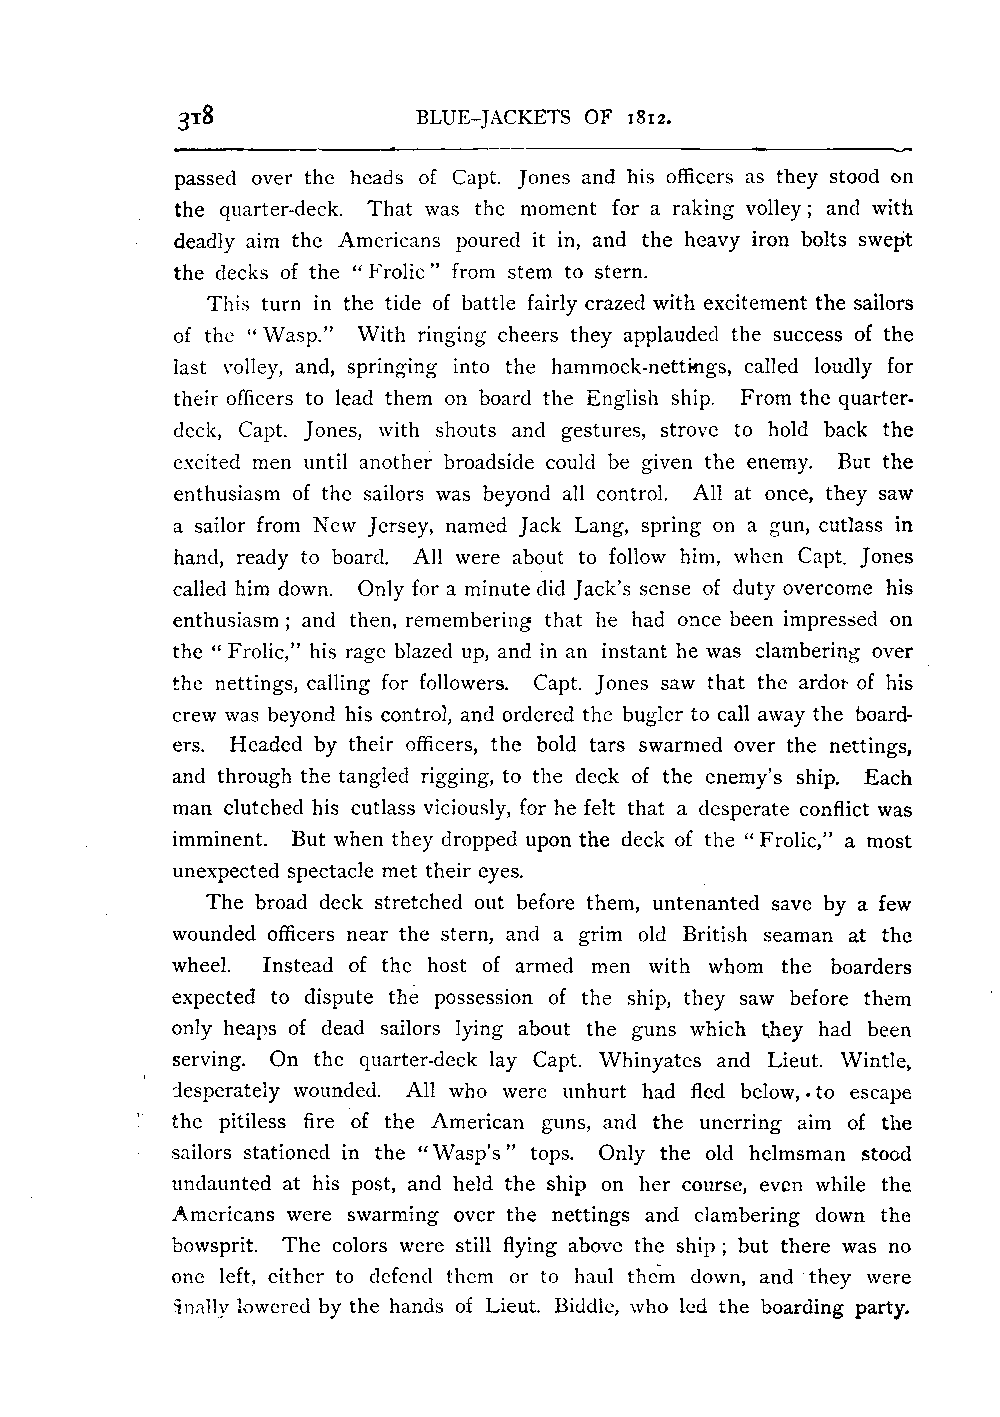 318 BLUE-JACKETS OF 1812.
passed over the heads of Capt. Jones and his officers as they stood on
the quarter-deck. That was the moment for a raking volley; and with
deadly aim the Americans poured it in, and the heavy iron bolts swept
the decks of the "Frolic" from stem to stern.
This turn in the tide of battle fairly crazed with excitement the sailors
of the "Wasp." With ringing cheers they applauded the success of the
last volley, and, springing into the hammock-nettings, called loudly for
their officers to lead them on board the English ship. From the quarter-
deck, Capt. Jones, with shouts and gestures, strove to hold back the
excited men until another broadside could be given the enemy. But the
enthusiasm of the sailors was beyond all control. All at once, they saw
a sailor from New Jersey, named Jack Lang, spring on a gun, cutlass in
hand, ready to board. All were about to follow him, when Capt. Jones
called him down. Only for a minute did Jack's sense of duty overcome his
enthusiasm; and then, remembering that he had once been impressed on
the "Frolic," his rage blazed up, and in an instant he was clambering over
the nettings, calling for followers. Capt. Jones saw that the ardor of his
crew was beyond his control, and ordered the bugler to call away the board-
ers. Headed by their officers, the bold tars swarmed over the nettings,
and through the tangled rigging, to the deck of the enemy's ship. Each
man clutched his cutlass viciously, for he felt that a desperate conflict was
imminent. But when they dropped upon the deck of the "Frolic," a most
unexpected spectacle met their eyes.
The broad deck stretched out before them, untenanted save by a few
wounded officers near the stern, and a grim old British seaman at the
wheel. Instead of the host of armed men with whom the boarders
expected to dispute the possession of the ship, they saw before them
only heaps of dead sailors lying about the guns which they had been
serving. On the quarter-deck lay Capt. Whinyates and Lieut. Wintle,
desperately wounded. All who were unhurt had fled below, to escape
the pitiless fire of the American guns, and the unerring aim of the
sailors stationed in the "Wasp's" tops. Only the old helmsman stood
undaunted at his post, and held the ship on her course, even while the
Americans were swarming over the nettings and clambering down the
bowsprit. The colors were still flying above the ship; but there was no
one left, either to defend them or to haul them down, and they were
finally lowered by the hands of Lieut. Biddle, who led the boarding party.